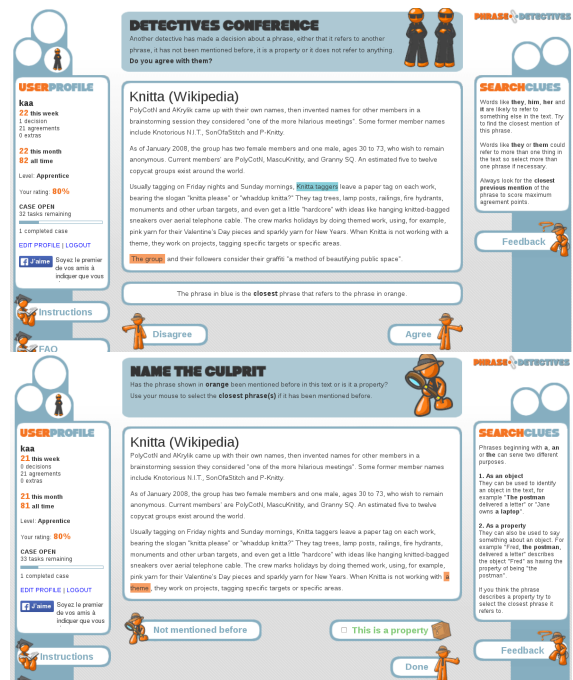 DETECTIVES CONFERENCE
Another detective has made a decision about a phrase, either that it refers to another
phrase, it has not been mentioned before, it is a property or it does not refer to anything.
Do you agree with them?
PHRASE DETECTIVES
USERPROFILE
kaa
22 this week
1 decision
21 agreements
0 extras
22 this month
82 all time
Level: Apprentice
Your rating: 80%
CASE OPEN
32 tasks remaining
1 completed case
EDIT PROFILE | LOGOUT
J'aime
Soyez le premier
de vos amis à
indiquer que vous
Instructions
FAQ
Knitta (Wikipedia)
PolyCotN and AKrylik came up with their own names, then invented names for other members in a
brainstorming session they considered "one of the more hilarious meetings". Some former member names
include Knotorious N.I.T., SonOfaStitch and P-Knitty.
As of January 2008, the group has two female members and one male, ages 30 to 73, who wish to remain
anonymous. Current members' are PolyCotN, MascuKnitity, and Granny SQ. An estimated five to twelve
copycat groups exist around the world.
Usually tagging on Friday nights and Sunday mornings, Knitta taggers leave a paper tag on each work,
bearing the slogan "knitta please" or "whaddup knitta?" They tag trees, lamp posts, railings, fire hydrants,
monuments and other urban targets, and even get a little "hardcore" with ideas like hanking knitted-bagged
sneakers over aerial telephone cable. The crew marks holidays by doing themed work, using, for example,
pink yarn for their Valentine's Day pieces and sparkly yarn for New Years. When Knitta is not working with a
theme, they work on projects, tagging specific targets or specific areas.
The group and their followers consider their graffiti "a method of beautifying public space".
The phrase in blue is the closest phrase that refers to the phrase in orange.
Disagree
Agree
SEARCHCLUES
Words like they, him, her and
it are likely to refer to
something else in the text. Try
to find the closest mention of
this phrase.
Words like they or them could
refer to more than one thing in
the text so select more than
one phrase if necessary.
Always look for the closest
previous mention of the
phrase to score maximum
agreement points.
Feedback
NAME THE CULPRIT
Has the phrase shown in orange been mentioned before in this text or is it a property?
Use your mouse to select the closest phrase(s) if it has been mentioned before.
PHRASE DETECTIVES
USERPROFILE
kaa
21 this week
0 decisions
21 agreements
0 extras
21 this month
81 all time
Level: Apprentice
Your rating: 80%
CASE OPEN
33 tasks remaining
1 completed case
EDIT PROFILE | LOGOUT
J'aime
Soyez le premier
de vos amis à
indiquer que vous
Instructions
Knitta (Wikipedia)
PolyCotN and AKrylik came up with their own names, then invented names for other members in a
brainstorming session they considered "one of the more hilarious meetings". Some former member names
include Knotorious N.I.T., SonOfaStitch and P-Knitty.
As of January 2008, the group has two female members and one male, ages 30 to 73, who wish to remain
anonymous. Current members' are PolyCotN, MascuKnitity, and Granny SQ. An estimated five to twelve
copycat groups exist around the world.
Usually tagging on Friday nights and Sunday mornings, Knitta taggers leave a paper tag on each work,
bearing the slogan "knitta please" or "whaddup knitta?" They tag trees, lamp posts, railings, fire hydrants,
monuments and other urban targets, and even get a little "hardcore" with ideas like hanking knitted-bagged
sneakers over aerial telephone cable. The crew marks holidays by doing themed work, using, for example,
pink yarn for their Valentine's Day pieces and sparkly yarn for New Years. When Knitta is not working with a
theme, they work on projects, tagging specific targets or specific areas.
Not mentioned before
This is a property
Done
SEARCHCLUES
Phrases beginning with a, an
or the can serve two different
purposes.
1. As an object
They can be used to identify
an object in the text, for
example "The postman
delivered a letter" or "Jane
owns a laptop".
2. As a property
They can also be used to say
something about an object. For
example "Fred, the postman,
delivered a letter" describes
the object "Fred" as having the
property of being "the
postman".
If you think the phrase
describes a property try to
select the closest phrase it
refers to.
Feedback